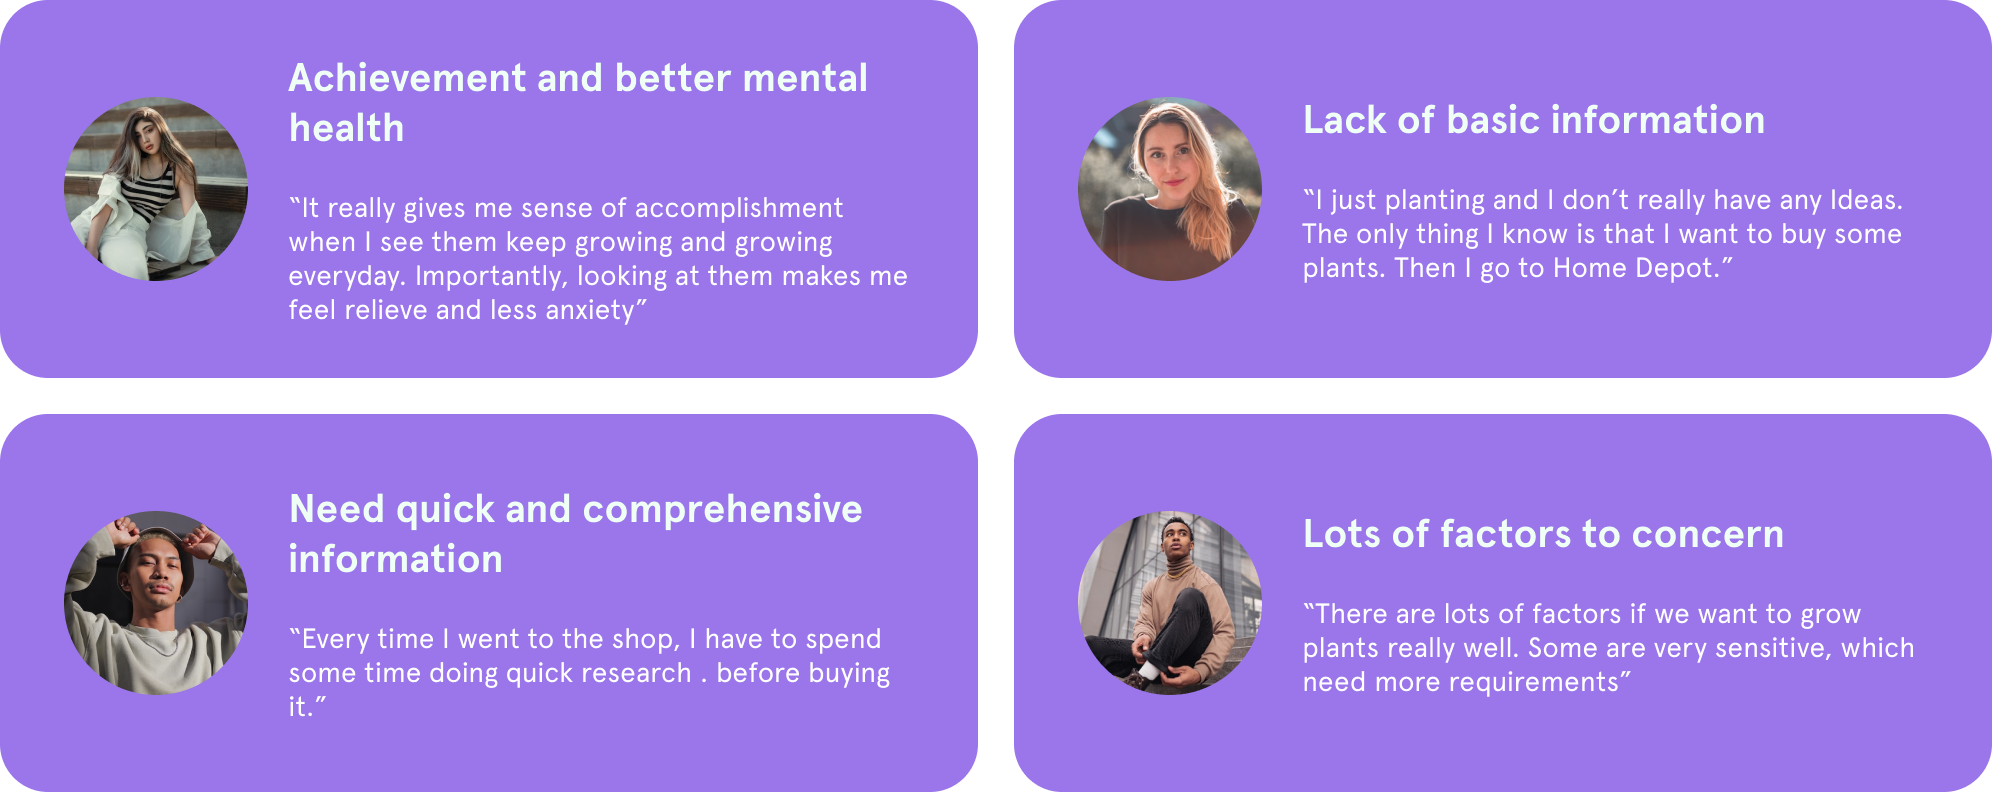 Achievement and better mental
health
“It really gives me sense of accomplishment
when I see them keep growing and growing
everyday. Importantly, looking at them makes me
feel relieve and less anxiety”
Lack of basic information
“I just planting and I don’t really have any Ideas.
The only thing I know is that I want to buy some
plants. Then I go to Home Depot.”
Need quick and comprehensive
information
“Every time I went to the shop, I have to spend
some time doing quick research . before buying
it.”
Lots of factors to concern
“There are lots of factors if we want to grow
plants really well. Some are very sensitive, which
need more requirements”